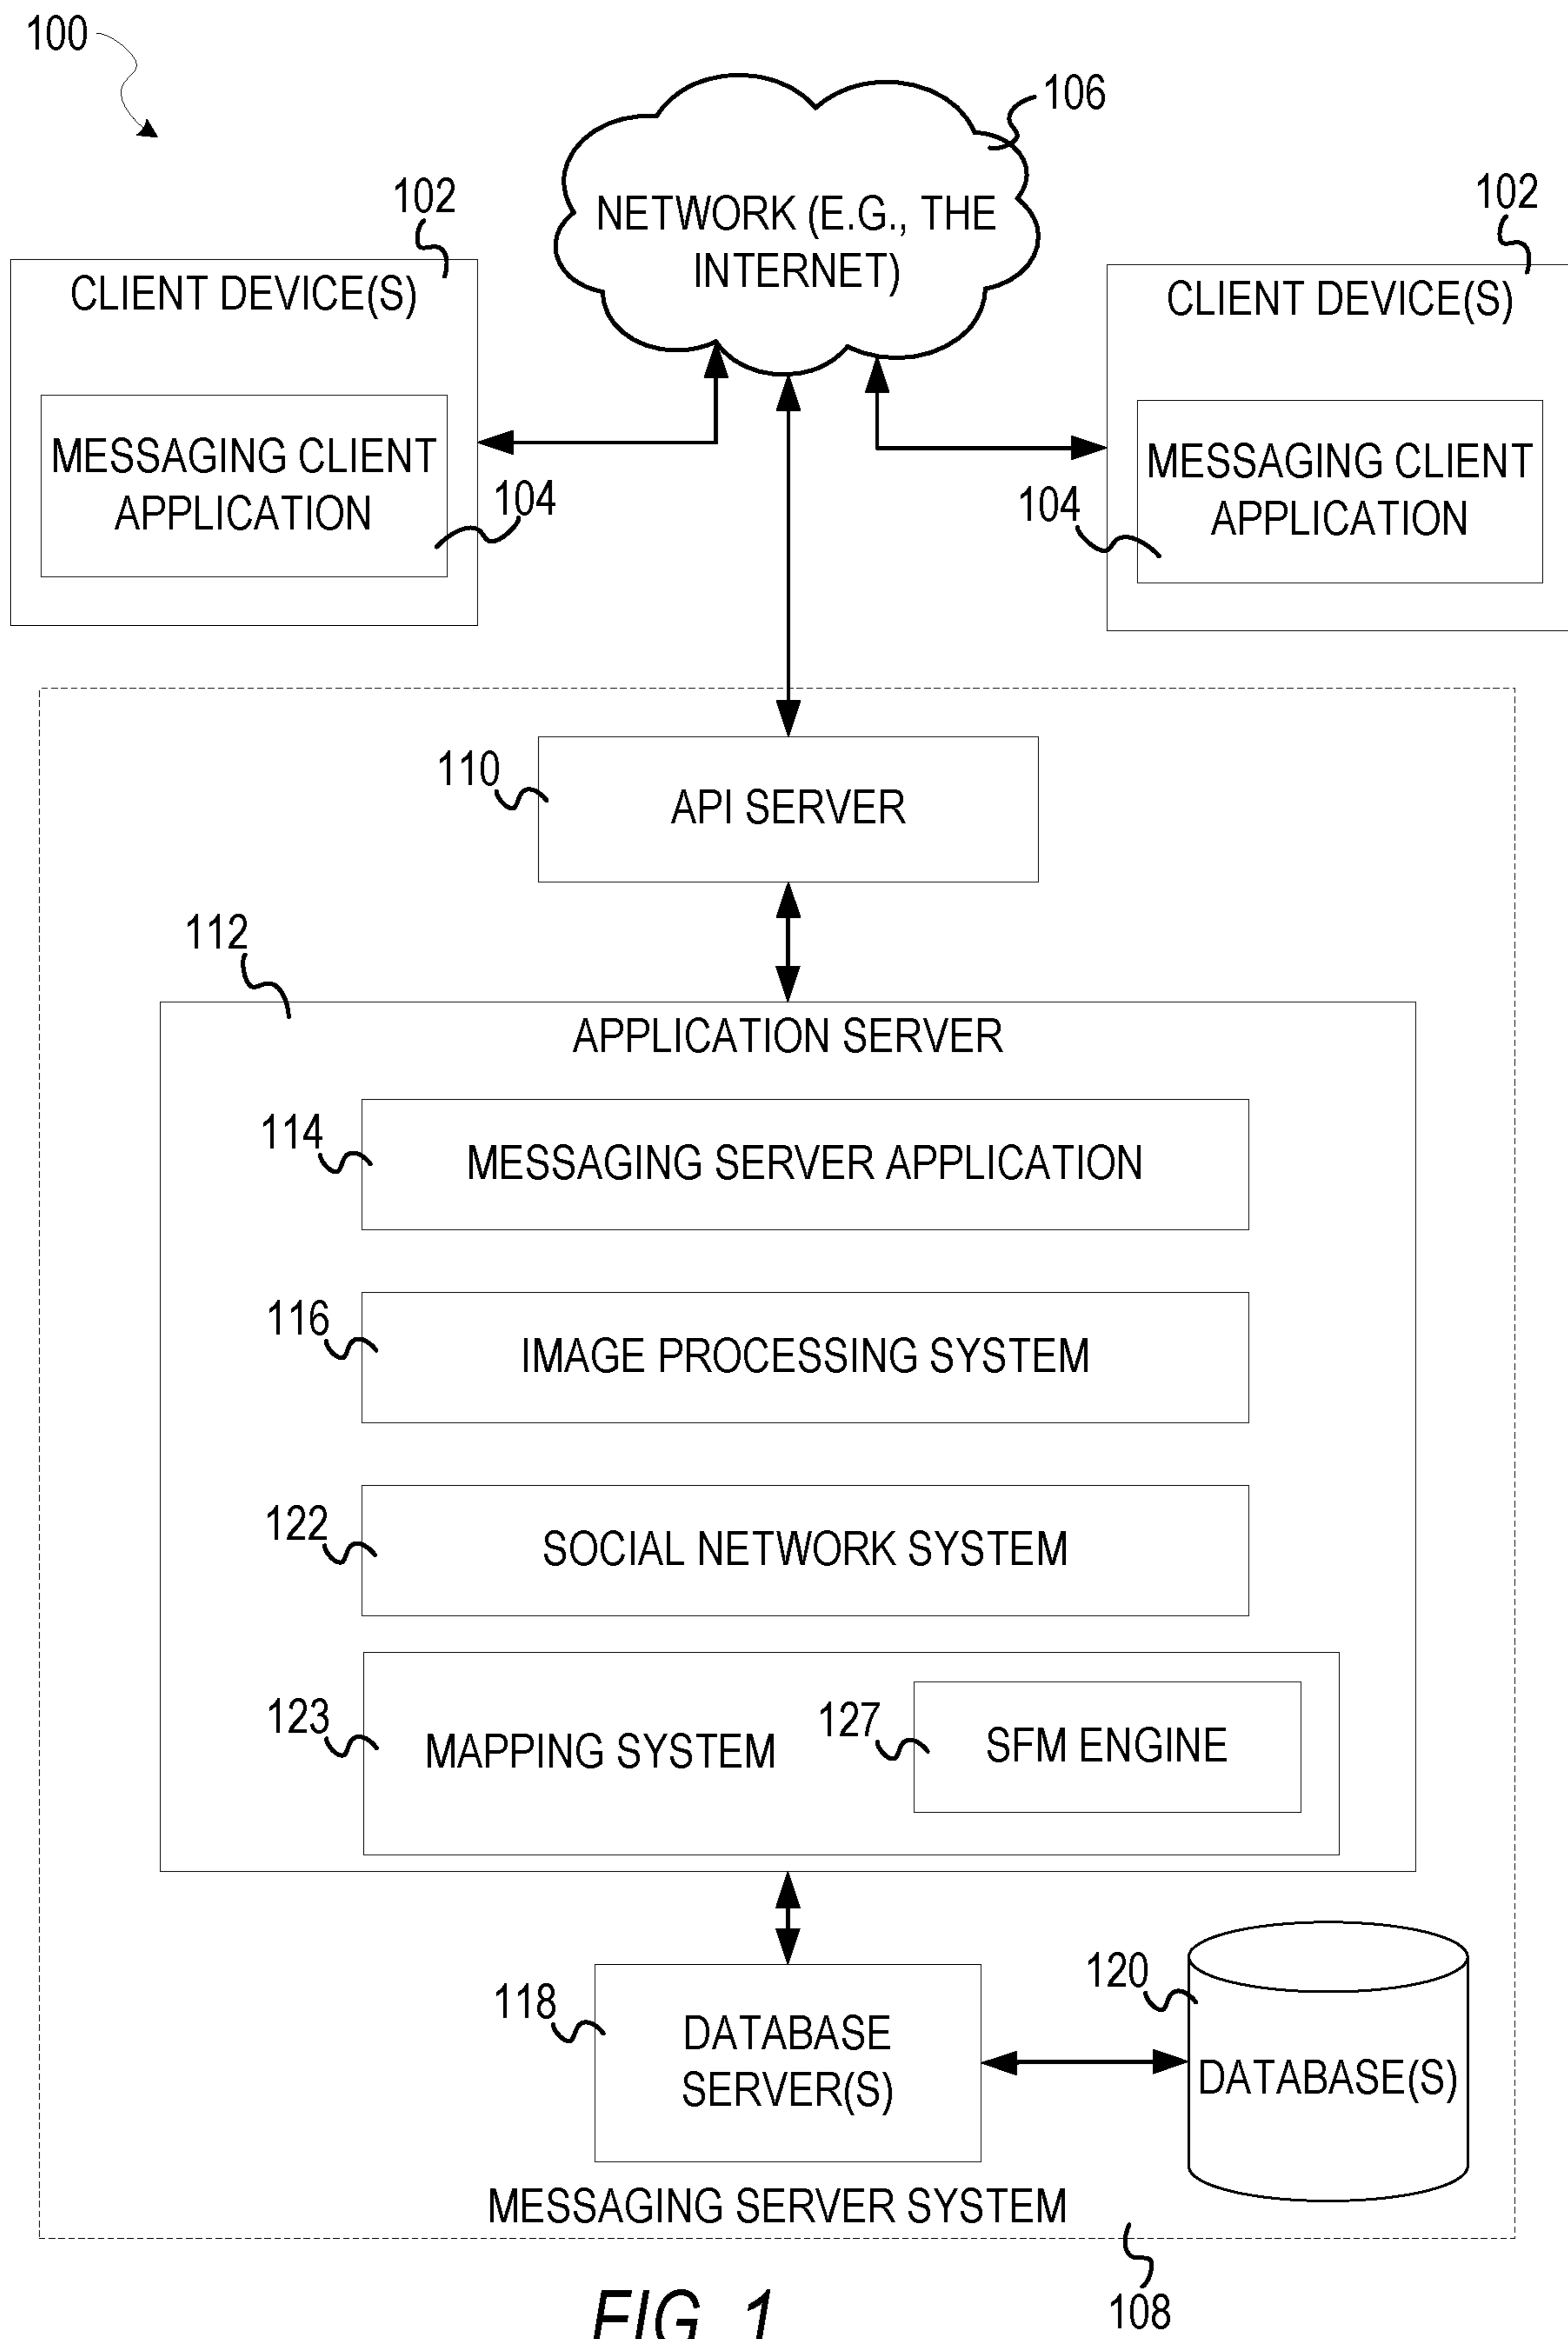 100
106
NETWORK (E.G., THE
INTERNET)
102
CLIENT DEVICE(S)
MESSAGING CLIENT
APPLICATION
104
102
CLIENT DEVICE(S)
MESSAGING CLIENT
APPLICATION
104
110
API SERVER
112
APPLICATION SERVER
114
MESSAGING SERVER APPLICATION
116
IMAGE PROCESSING SYSTEM
122
SOCIAL NETWORK SYSTEM
123
MAPPING SYSTEM
127
SFM ENGINE
118
DATABASE
SERVER(S)
120
DATABASE(S)
MESSAGING SERVER SYSTEM
108
FIG. 1